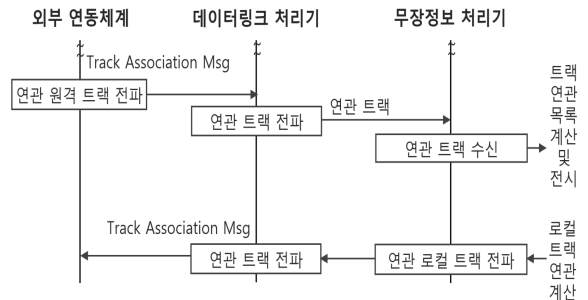 외부 연동체계 데이터링크 처리기 무장정보 처리기
Track Association Msg
연관 원격 트랙 전파
연관 트랙 전파
연관 트랙
연관 트랙 수신
트랙
연관
목록
계산
및
전시
Track Association Msg
연관 트랙 전파
연관 로컬 트랙 전파
로컬
트랙
연관
계산